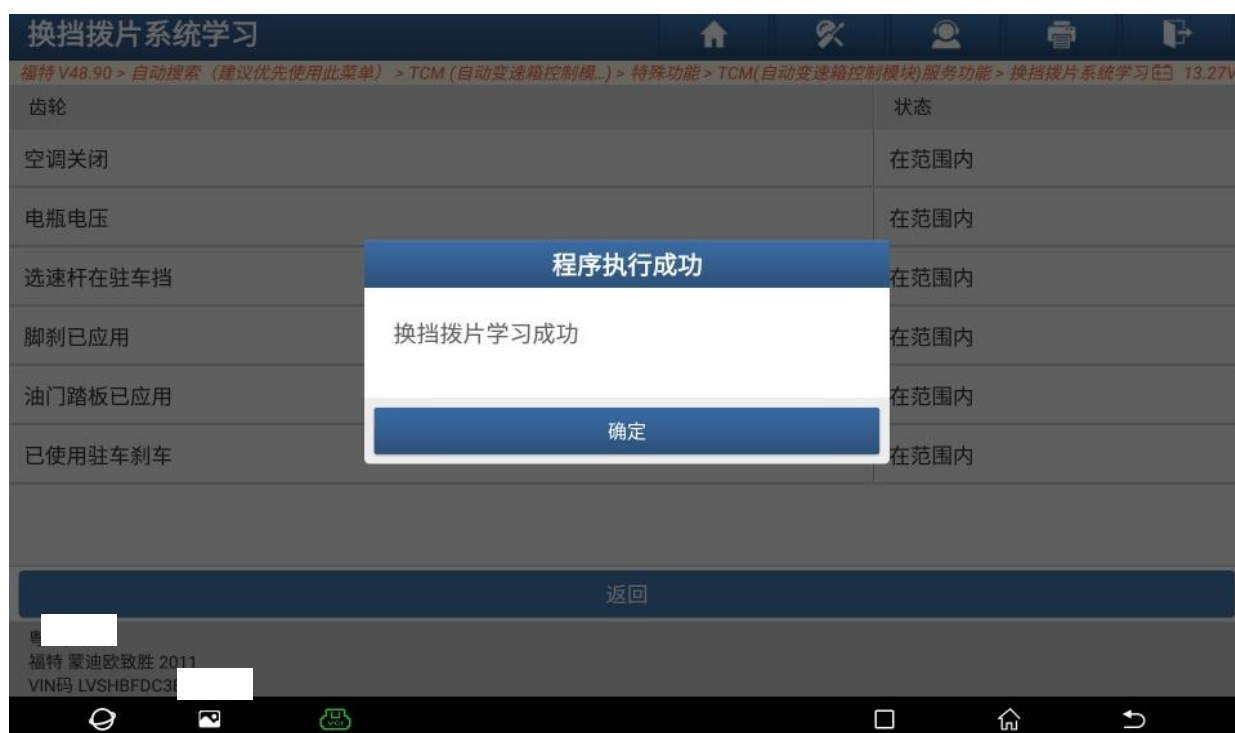 换挡拨片系统学习
福特 V48.90 > 自动搜索（建议优先使用此菜单）> TCM (自动变速箱控制模...) > 特殊功能 > TCM(自动变速箱控制模块)服务功能 > 换挡拨片系统学习 13.27V
齿轮 状态
空调关闭 在范围内
电瓶电压 在范围内
程序执行成功
选速杆在驻车挡 在范围内
换挡拨片学习成功
脚刹已应用 在范围内
油门踏板已应用 在范围内
确定
已使用驻车刹车 在范围内
返回
粤
福特 蒙迪欧致胜 2011
VIN码 LVSHBFDC3
VCI